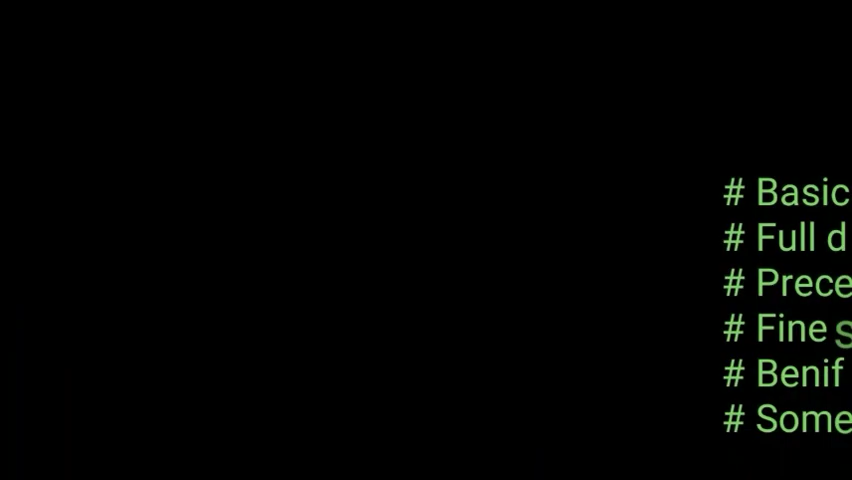 # Basic
# Full d
# Prece
# Fine s
# Benif
# Some